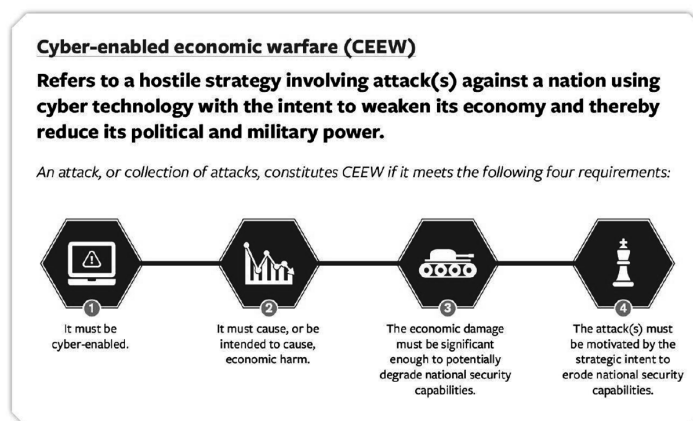 Cyber-enabled economic warfare (CEEW)
Refers to a hostile strategy involving attack(s) against a nation using
cyber technology with the intent to weaken its economy and thereby
reduce its political and military power.
An attack, or collection of attacks, constitutes CEEW if it meets the following four requirements:
1
It must be
cyber-enabled.
2
It must cause, or be
intended to cause,
economic harm.
3
The economic damage
must be significant
enough to potentially
degrade national security
capabilities.
4
The attack(s) must
be motivated by the
strategic intent to
erode national security
capabilities.